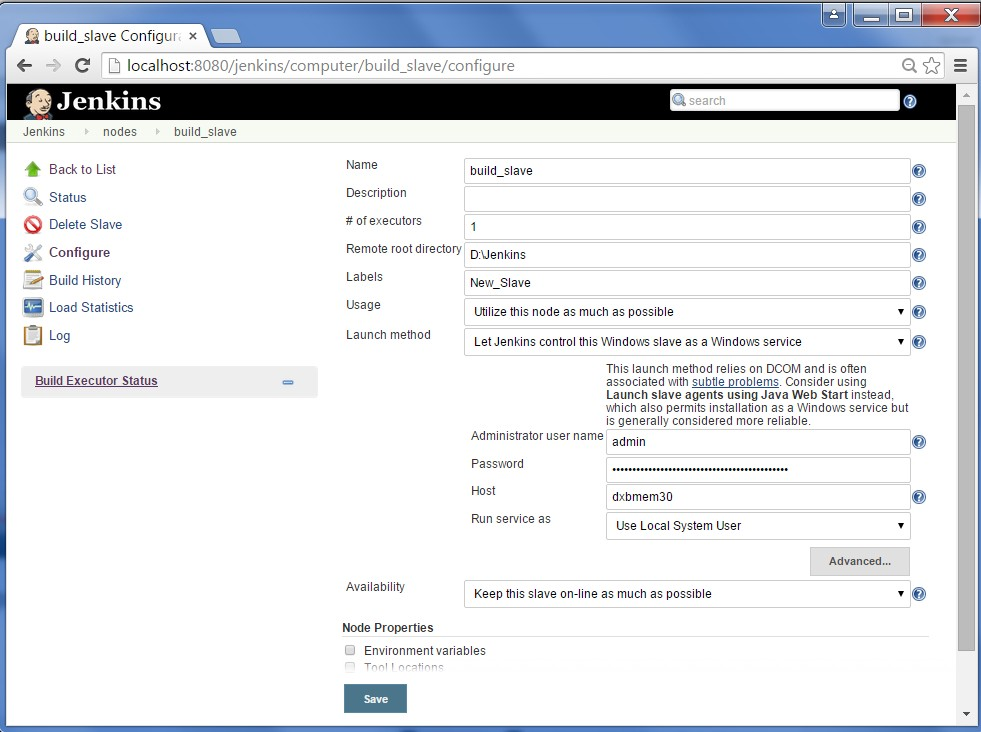 build_slave Configura
localhost:8080/jenkins/computer/build_slave/configure
Jenkins
search
Jenkins
nodes
build_slave
Back to List
Status
Delete Slave
Configure
Build History
Load Statistics
Log
Build Executor Status
Name
build_slave
Description
# of executors
1
Remote root directory
D:\Jenkins
Labels
New_Slave
Usage
Utilize this node as much as possible
Launch method
Let Jenkins control this Windows slave as a Windows service
This launch method relies on DCOM and is often
associated with subtle problems. Consider using
Launch slave agents using Java Web Start instead,
which also permits installation as a Windows service but
is generally considered more reliable.
Administrator user name
admin
Password
Host
dxbmem30
Run service as
Use Local System User
Advanced...
Availability
Keep this slave on-line as much as possible
Node Properties
Environment variables
Tool Locations
Save